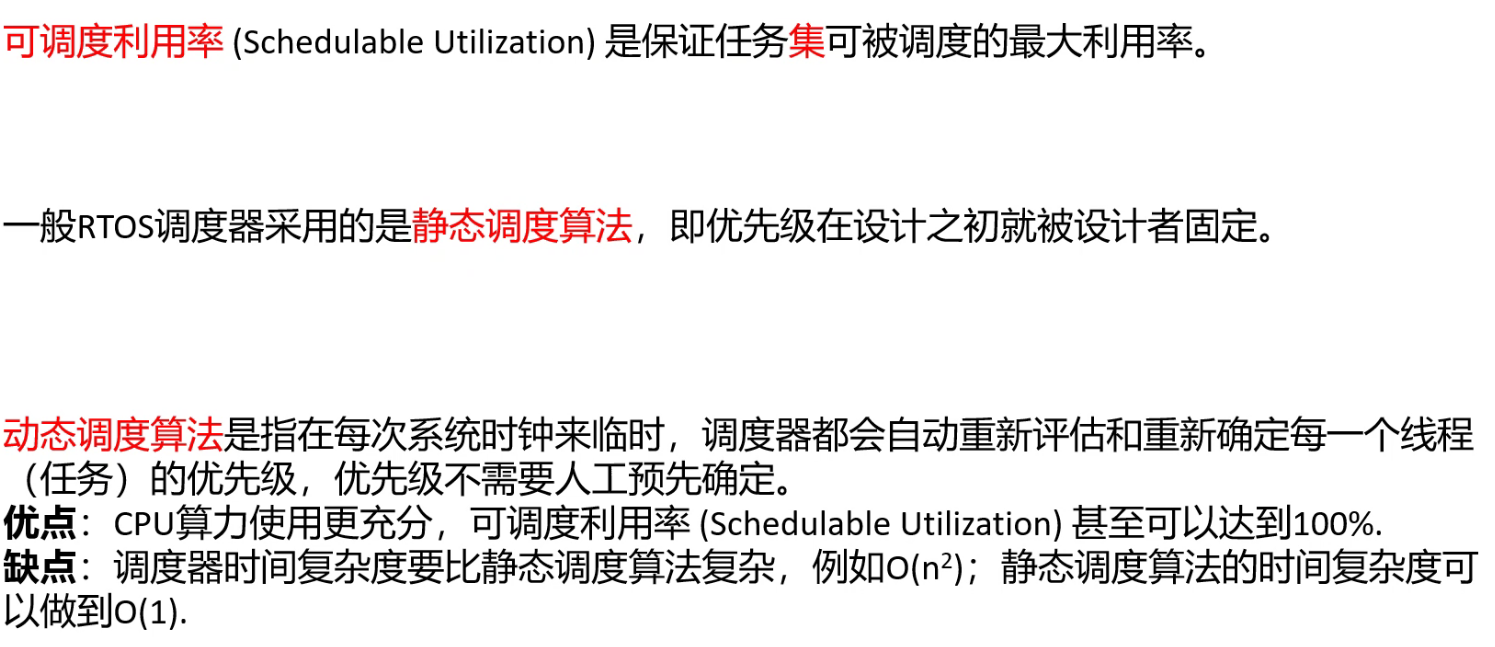 可调度利用率 (Schedulable Utilization) 是保证任务集可被调度的最大利用率。
一般RTOS调度器采用的是静态调度算法，即优先级在设计之初就被设计者固定。
动态调度算法是指在每次系统时钟来临时，调度器都会自动重新评估和重新确定每一个线程
（任务）的优先级，优先级不需要人工预先确定。
优点：CPU算力使用更充分，可调度利用率 (Schedulable Utilization) 甚至可以达到100%.
缺点：调度器时间复杂度要比静态调度算法复杂，例如O(n²)；静态调度算法的时间复杂度可
以做到O(1).